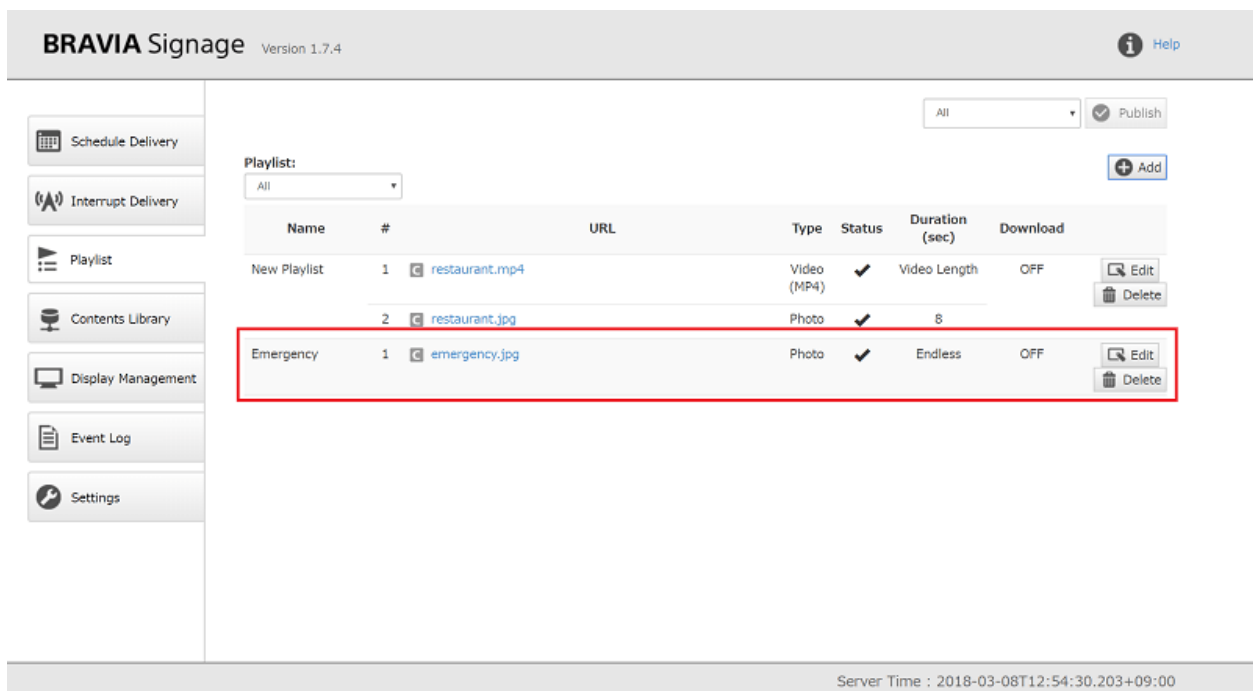 BRAVIA Signage Version 1.7.4
Help
All
Publish
Schedule Delivery
Interrupt Delivery
Playlist
Contents Library
Display Management
Event Log
Settings
Playlist:
All
Add
Name # URL Type Status Duration (sec) Download
New Playlist 1 C restaurant.mp4 Video (MP4) Video Length OFF Edit
Delete
2 C restaurant.jpg Photo 8
Emergency 1 C emergency.jpg Photo Endless OFF Edit
Delete
Server Time : 2018-03-08T12:54:30.203+09:00